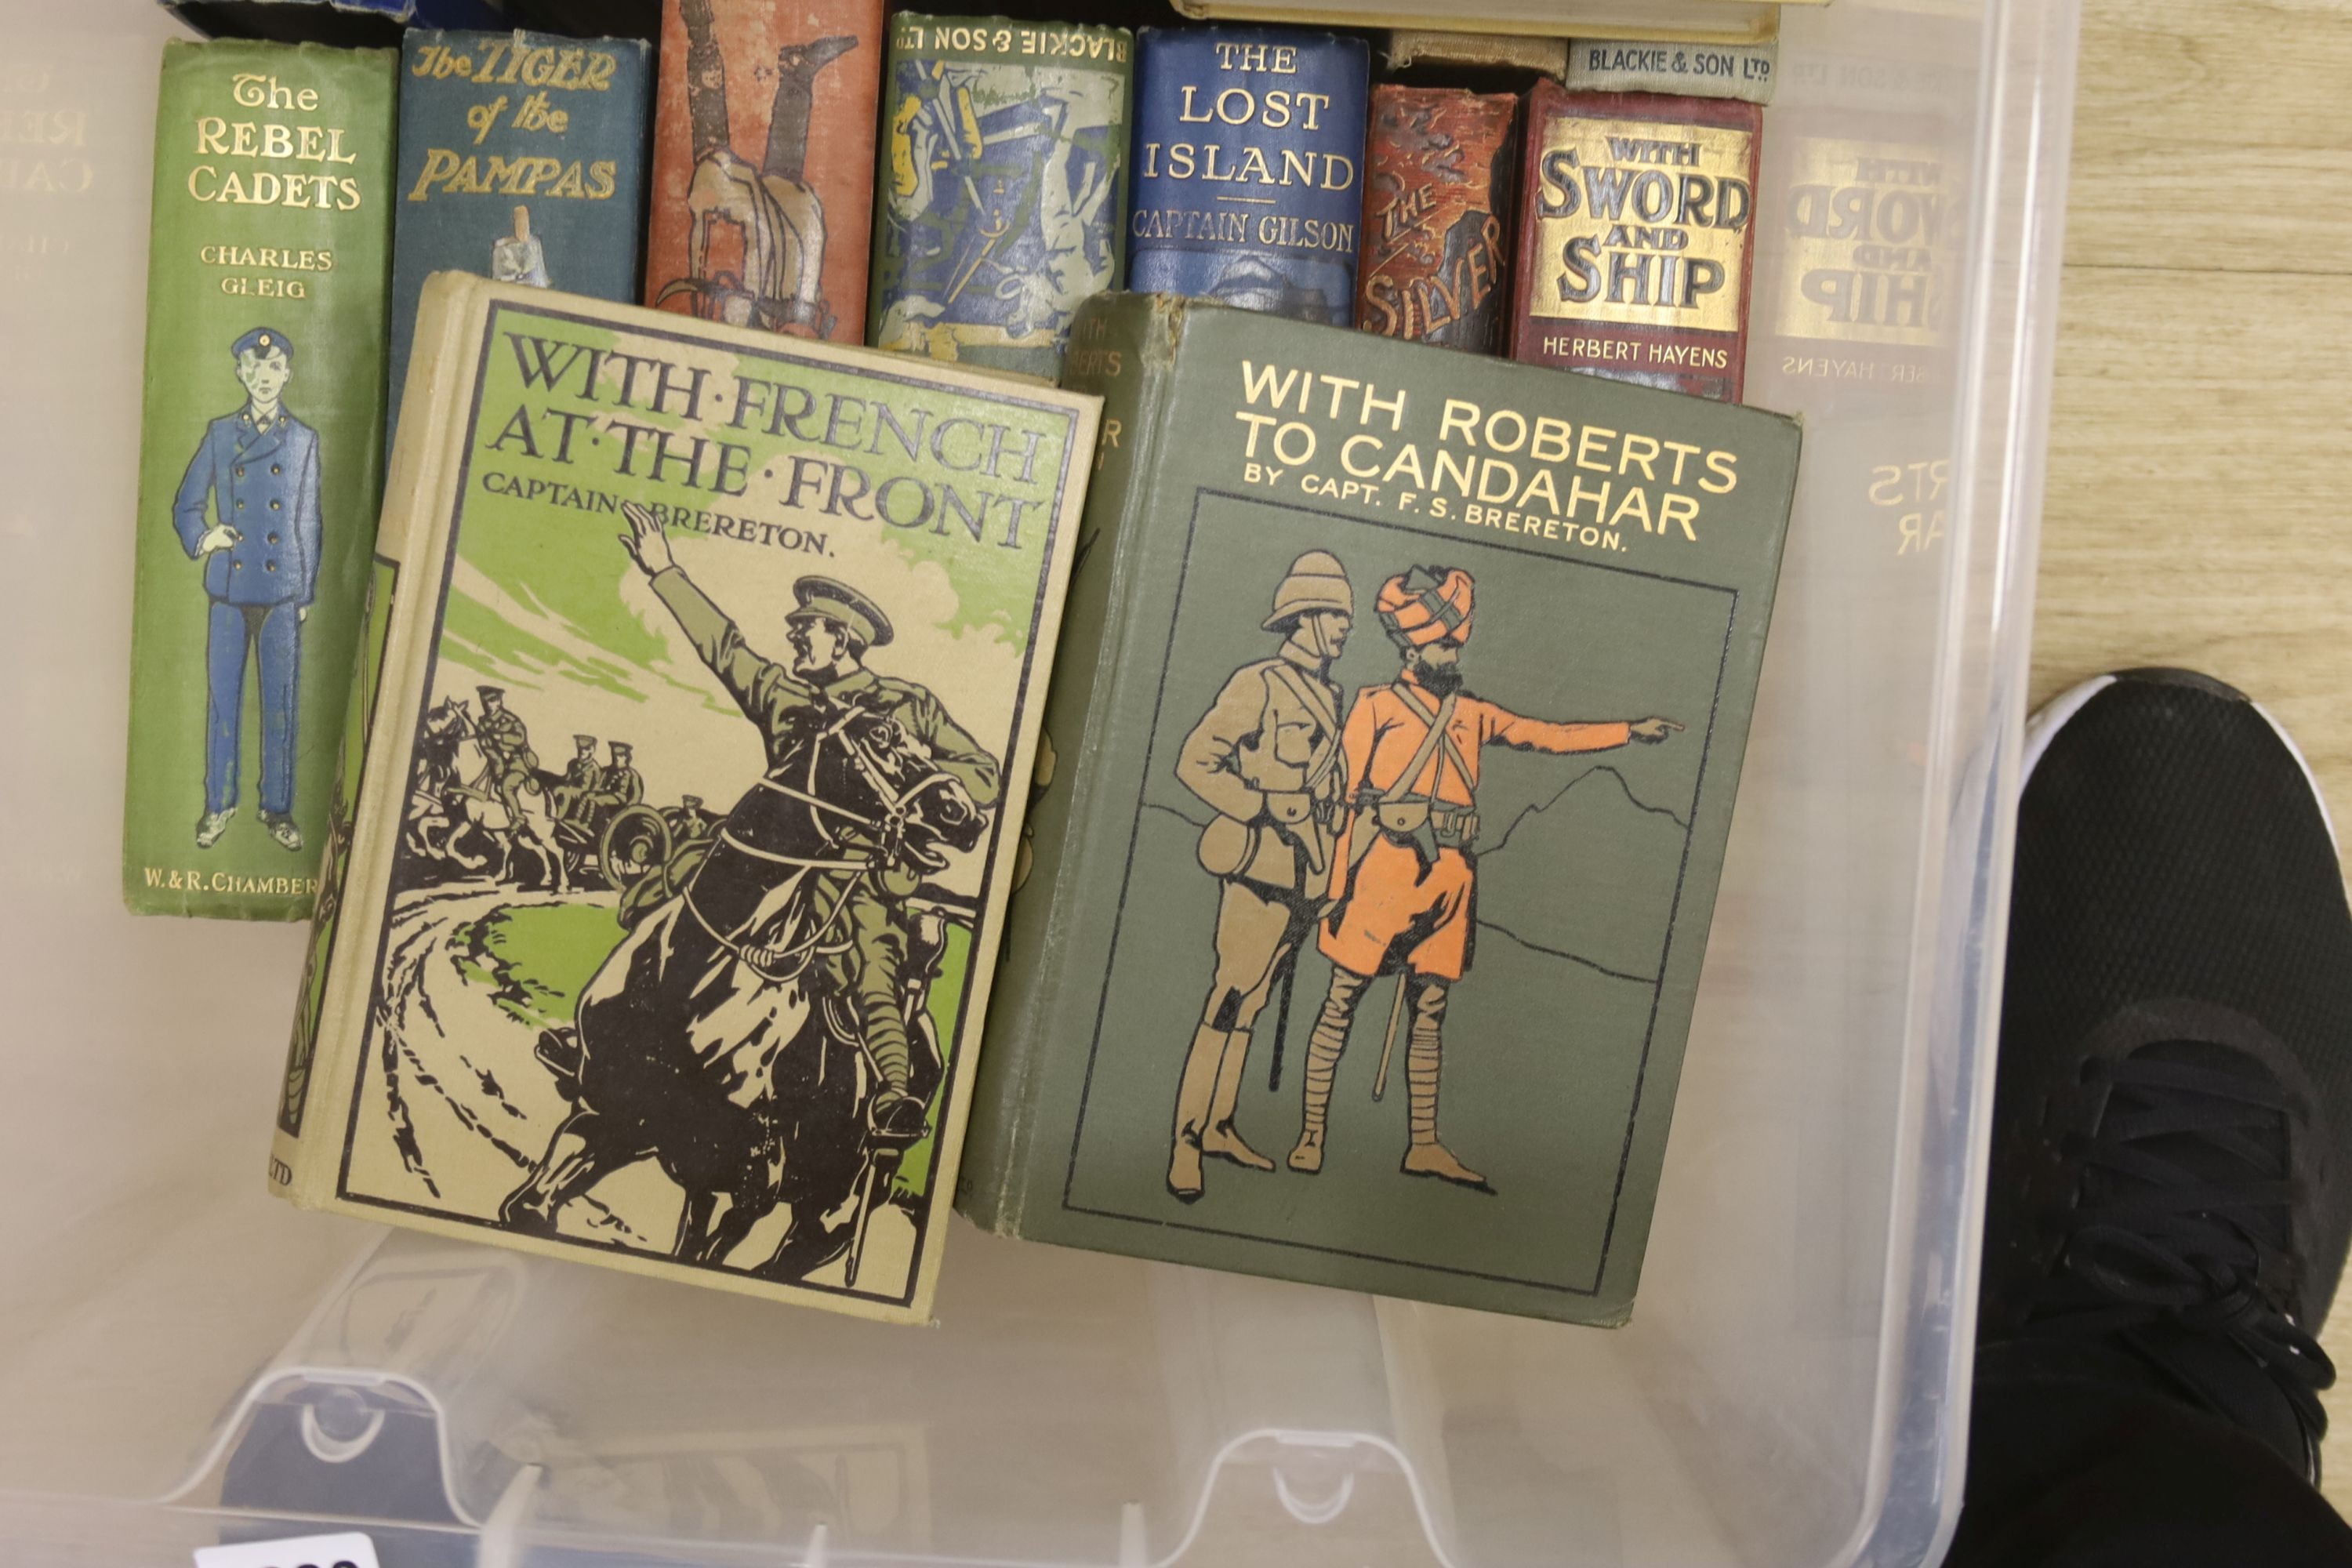 The
REBEL
CADETS
CHARLES
GLEIG
W. & R. CHAMBER
The TIGER
of the
PAMPAS
BLACKIE & SON LTD
THE
LOST
ISLAND
CAPTAIN GILSON
THE
SILVER
BLACKIE & SON LTD
WITH
SWORD
AND
SHIP
HERBERT HAYENS
WITH · FRENCH
AT · THE · FRONT
CAPTAIN BRERETON.
LTD
WITH ROBERTS
TO CANDAHAR
BY CAPT. F. S. BRERETON.